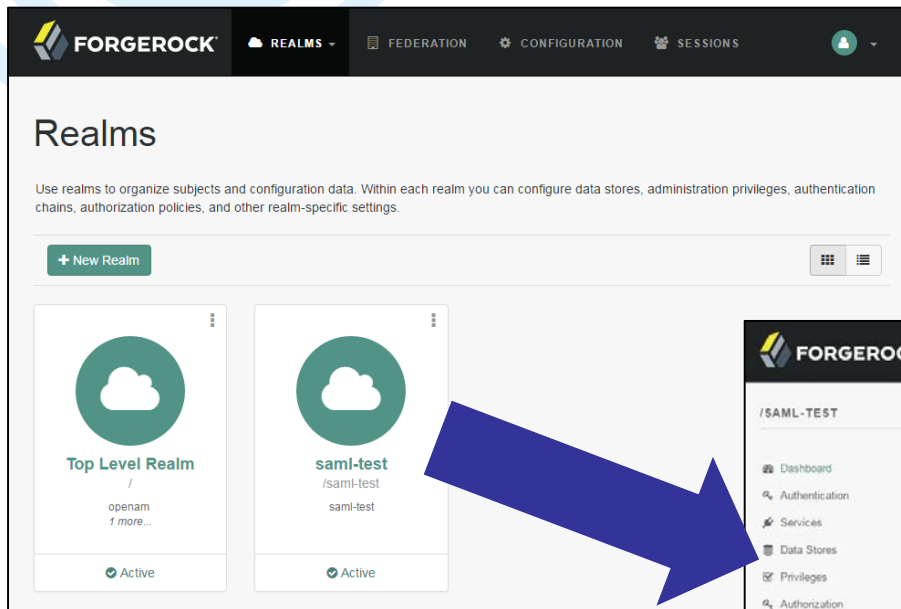 FORGEROCK
REALMS
FEDERATION
CONFIGURATION
SESSIONS
Realms
Use realms to organize subjects and configuration data. Within each realm you can configure data stores, administration privileges, authentication
chains, authorization policies, and other realm-specific settings.
+ New Realm
Top Level Realm
/
openam
1 more...
Active
saml-test
/saml-test
saml-test
Active
FORGEROC
/SAML-TEST
Dashboard
Authentication
Services
Data Stores
Privileges
Authorization